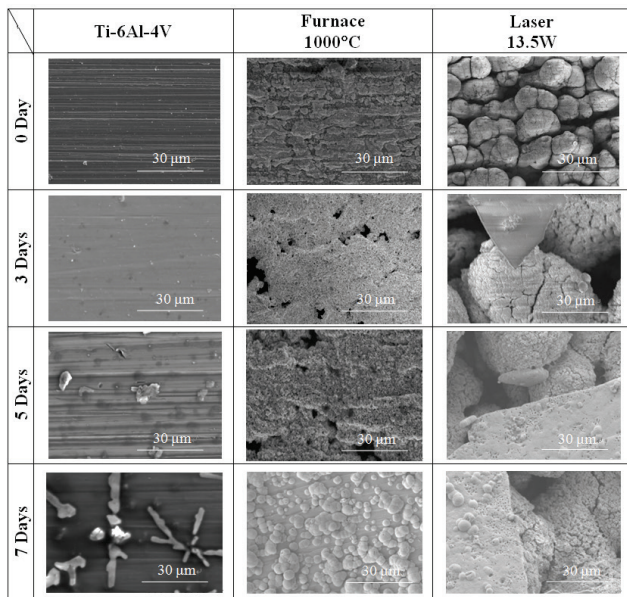 Ti-6Al-4V
Furnace
1000°C
Laser
13.5W
0 Day
30 µm
30 µm
30 µm
3 Days
30 µm
30 µm
30 µm
5 Days
30 µm
30 µm
30 µm
7 Days
30 µm
30 µm
30 µm